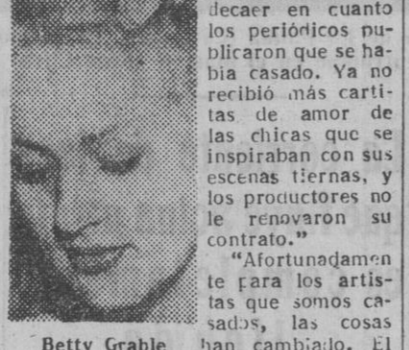 decaer en cuanto
los periódicos pu-
blicaron que se ha-
bía casado. Ya no
recibió más carti-
tas de amor de
las chicas que se
inspiraban con sus
escenas tiernas, y
los productores no
le renovaron su
contrato.”
“Afortunadamen
te para los artis-
tas que somos ca-
sados, las cosas
han cambiado. El
Betty Grable